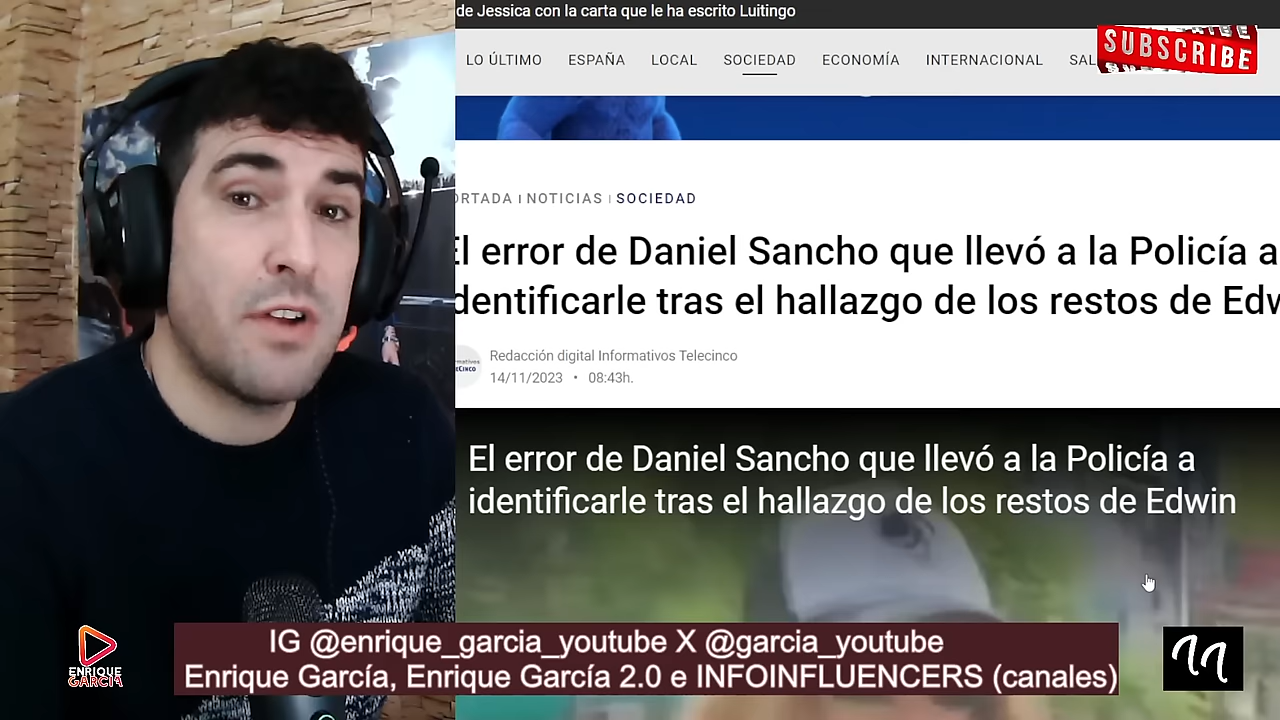 de Jessica con la carta que le ha escrito Luitingo
LO ÚLTIMO ESPAÑA LOCAL SOCIEDAD ECONOMÍA INTERNACIONAL SAL
SUBSCRIBE
ORTADA | NOTICIAS | SOCIEDAD
El error de Daniel Sancho que llevó a la Policía a
dentificarle tras el hallazgo de los restos de Edw
Redacción digital Informativos Telecinco
14/11/2023 • 08:43h.
El error de Daniel Sancho que llevó a la Policía a
identificarle tras el hallazgo de los restos de Edwin
IG @enrique_garcia_youtube X @garcia_youtube
Enrique García, Enrique García 2.0 e INFOINFLUENCERS (canales)
ENRIQUE
GARCÍA